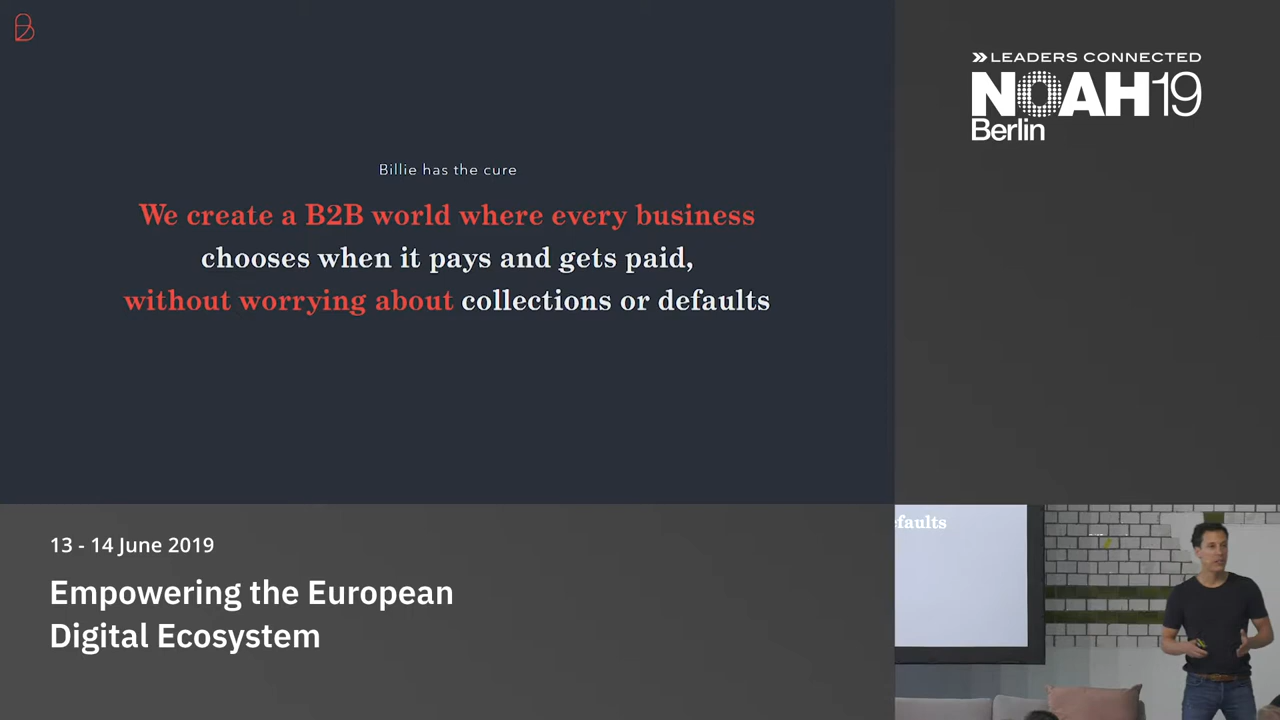 Billie has the cure
We create a B2B world where every business
chooses when it pays and gets paid,
without worrying about collections or defaults
LEADERS CONNECTED
NOAH19
Berlin
13 - 14 June 2019
Empowering the European
Digital Ecosystem
efaults